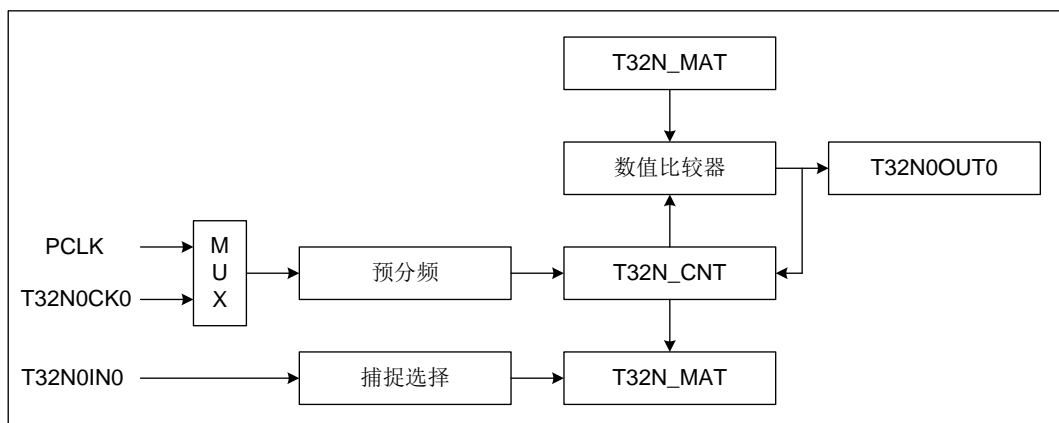 T32N_MAT
数值比较器
T32N0OUT0
PCLK
T32N0CK0
M
U
X
预分频
T32N_CNT
T32N0IN0
捕捉选择
T32N_MAT